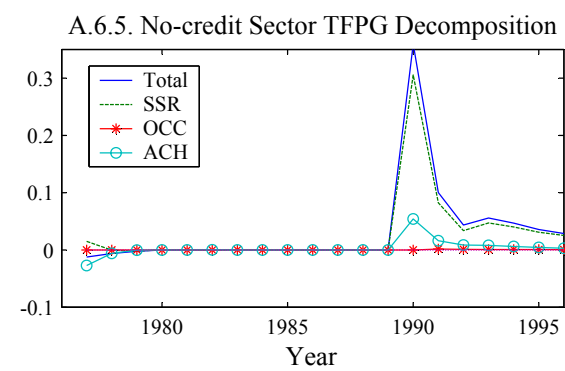 A.6.5. No-credit Sector TFPG Decomposition
0.3
0.2
0.1
0
-0.1
Total
SSR
OCC
ACH
1980 1985 1990 1995
Year